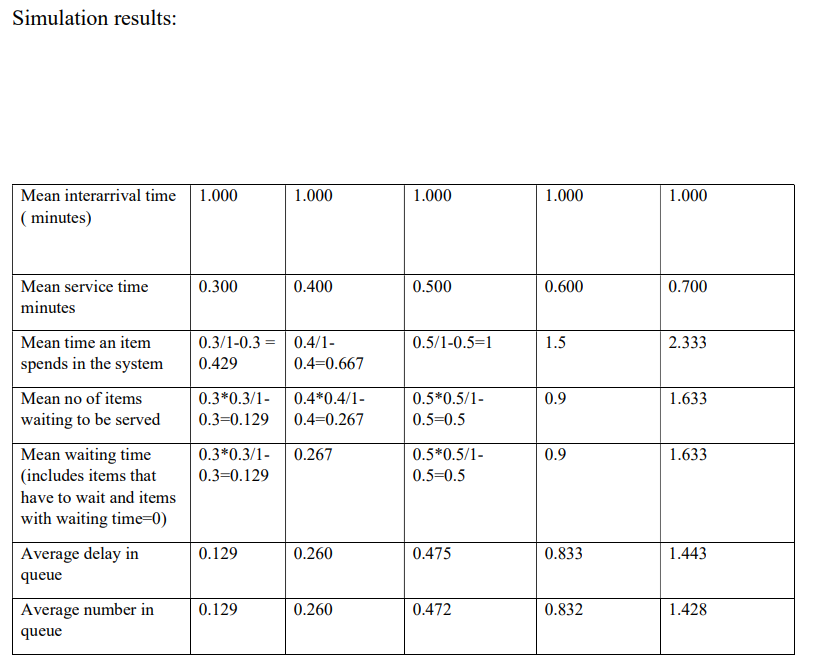 Simulation results:
Mean interarrival time 1.000 1.000 1.000 1.000 1.000
( minutes)
Mean service time 0.300 0.400 0.500 0.600 0.700
minutes
Mean time an item 0.3/1-0.3 = 0.4/1- 0.5/1-0.5=1 1.5 2.333
spends in the system 0.429 0.4=0.667
Mean no of items 0.3*0.3/1- 0.4*0.4/1- 0.5*0.5/1- 0.9 1.633
waiting to be served 0.3=0.129 0.4=0.267 0.5=0.5
Mean waiting time 0.3*0.3/1- 0.267 0.5*0.5/1- 0.9 1.633
(includes items that 0.3=0.129 0.5=0.5
have to wait and items
with waiting time=0)
Average delay in 0.129 0.260 0.475 0.833 1.443
queue
Average number in 0.129 0.260 0.472 0.832 1.428
queue